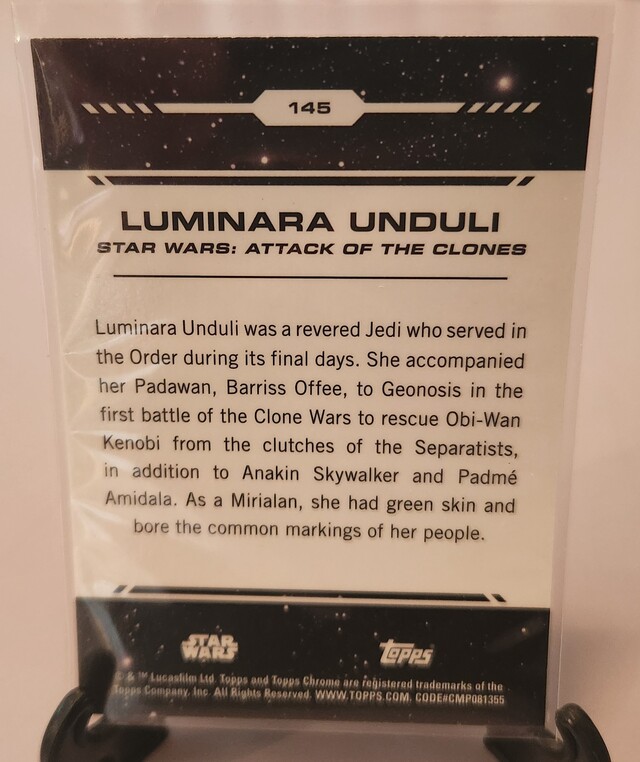 145
LUMINARA UNDULI
STAR WARS: ATTACK OF THE CLONES
Luminara Unduli was a revered Jedi who served in
the Order during its final days. She accompanied
her Padawan, Barriss Offee, to Geonosis in the
first battle of the Clone Wars to rescue Obi-Wan
Kenobi from the clutches of the Separatists,
in addition to Anakin Skywalker and Padmé
Amidala. As a Mirialan, she had green skin and
bore the common markings of her people.
STAR
WARS
topps
© & ™ Lucasfilm Ltd. Topps and Topps Chrome are registered trademarks of the
Topps Company, Inc. All Rights Reserved. WWW.TOPPS.COM. CODE#CMP081355